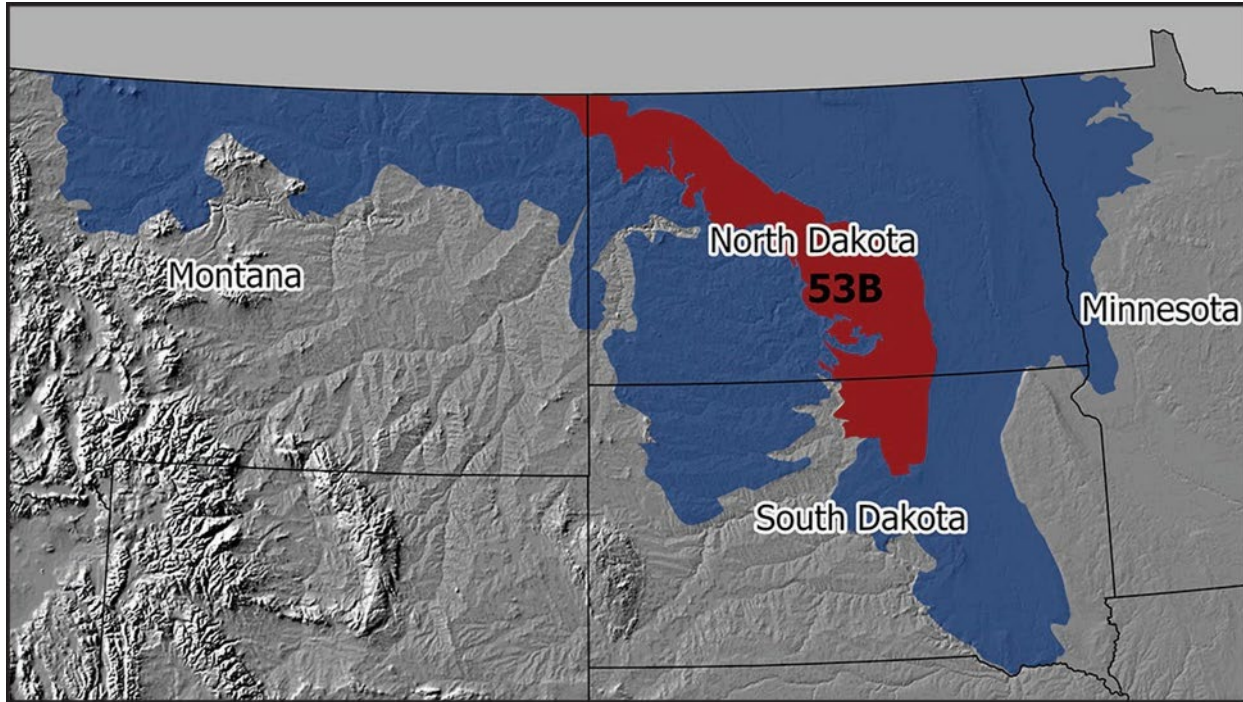 North Dakota
53B
Montana
Minnesota
South Dakota